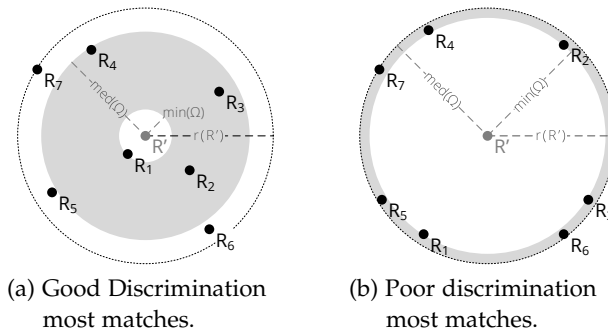 R₄
R₇
med(Ω)
R₃
min(Ω)
R'
r(R')
R₁
R₂
R₅
R₆
(a) Good Discrimination
most matches.
R₄
R₂
R₇
med(Ω)
min(Ω)
R'
r(R')
R₅
R₁
R₆
(b) Poor discrimination
most matches.